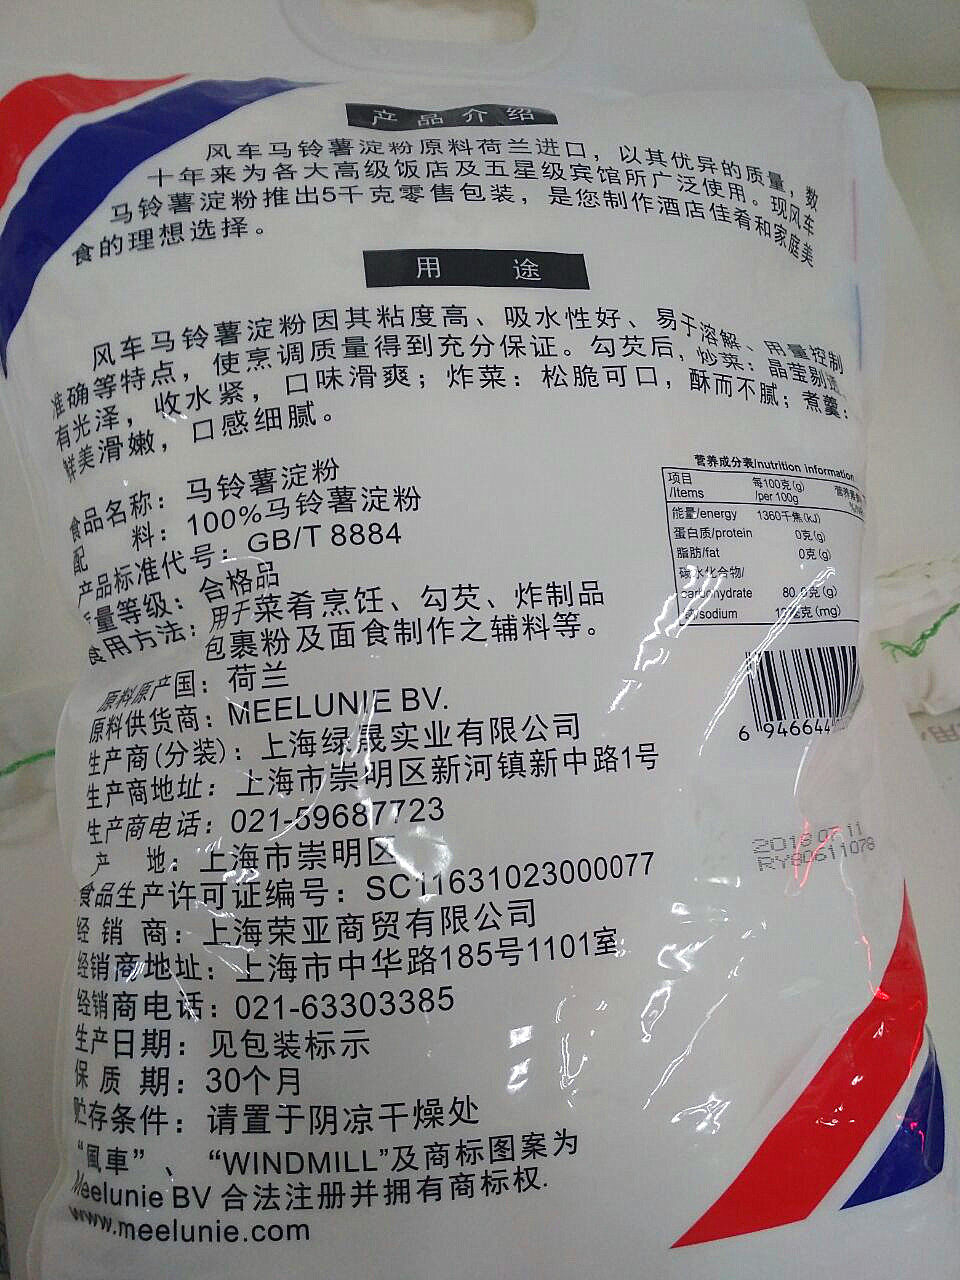 产品介绍
风车马铃薯淀粉原料荷兰进口，以其优异的质量，数
十年来为各大高级饭店及五星级宾馆所广泛使用。现风车
马铃薯淀粉推出5千克零售包装，是您制作酒店佳肴和家庭美
食的理想选择。
用 途
风车马铃薯淀粉因其粘度高、吸水性好、易于溶解、用量控制
准确等特点，使烹调质量得到充分保证。勾芡后，炒菜：晶莹剔透、
有光泽，收水紧，口味滑爽；炸菜：松脆可口，酥而不腻；煮羹：
鲜美滑嫩，口感细腻。
营养成分表/nutrition information
项目 每100克(g)
/Items /per 100g
能量/energy 1360千焦(kJ)
蛋白质/protein 0克(g)
脂肪/fat 0克(g)
碳水化合物/
carbohydrate 克(g)
/sodium 毫克(mg)
食品名称：马铃薯淀粉
配 料：100%马铃薯淀粉
产品标准代号：GB/T 8884
质量等级：合格品
食用方法：用于菜肴烹饪、勾芡、炸制品
包裹粉及面食制作之辅料等。
原料原产国：荷兰
原料供货商：MEELUNIE BV.
生产商(分装)：上海绿晟实业有限公司
生产商地址：上海市崇明区新河镇新中路1号
生产商电话：021-59687723
产 地：上海市崇明区
食品生产许可证编号：SC11631023000077
经 销 商：上海荣亚商贸有限公司
经销商地址：上海市中华路185号1101室
经销商电话：021-63303385
生产日期：见包装标示
保 质 期：30个月
贮存条件：请置于阴凉干燥处
“風車”、“WINDMILL”及商标图案为
Meelunie BV 合法注册并拥有商标权.
www.meelunie.com
6 946644
2018 07 11
RY80611078